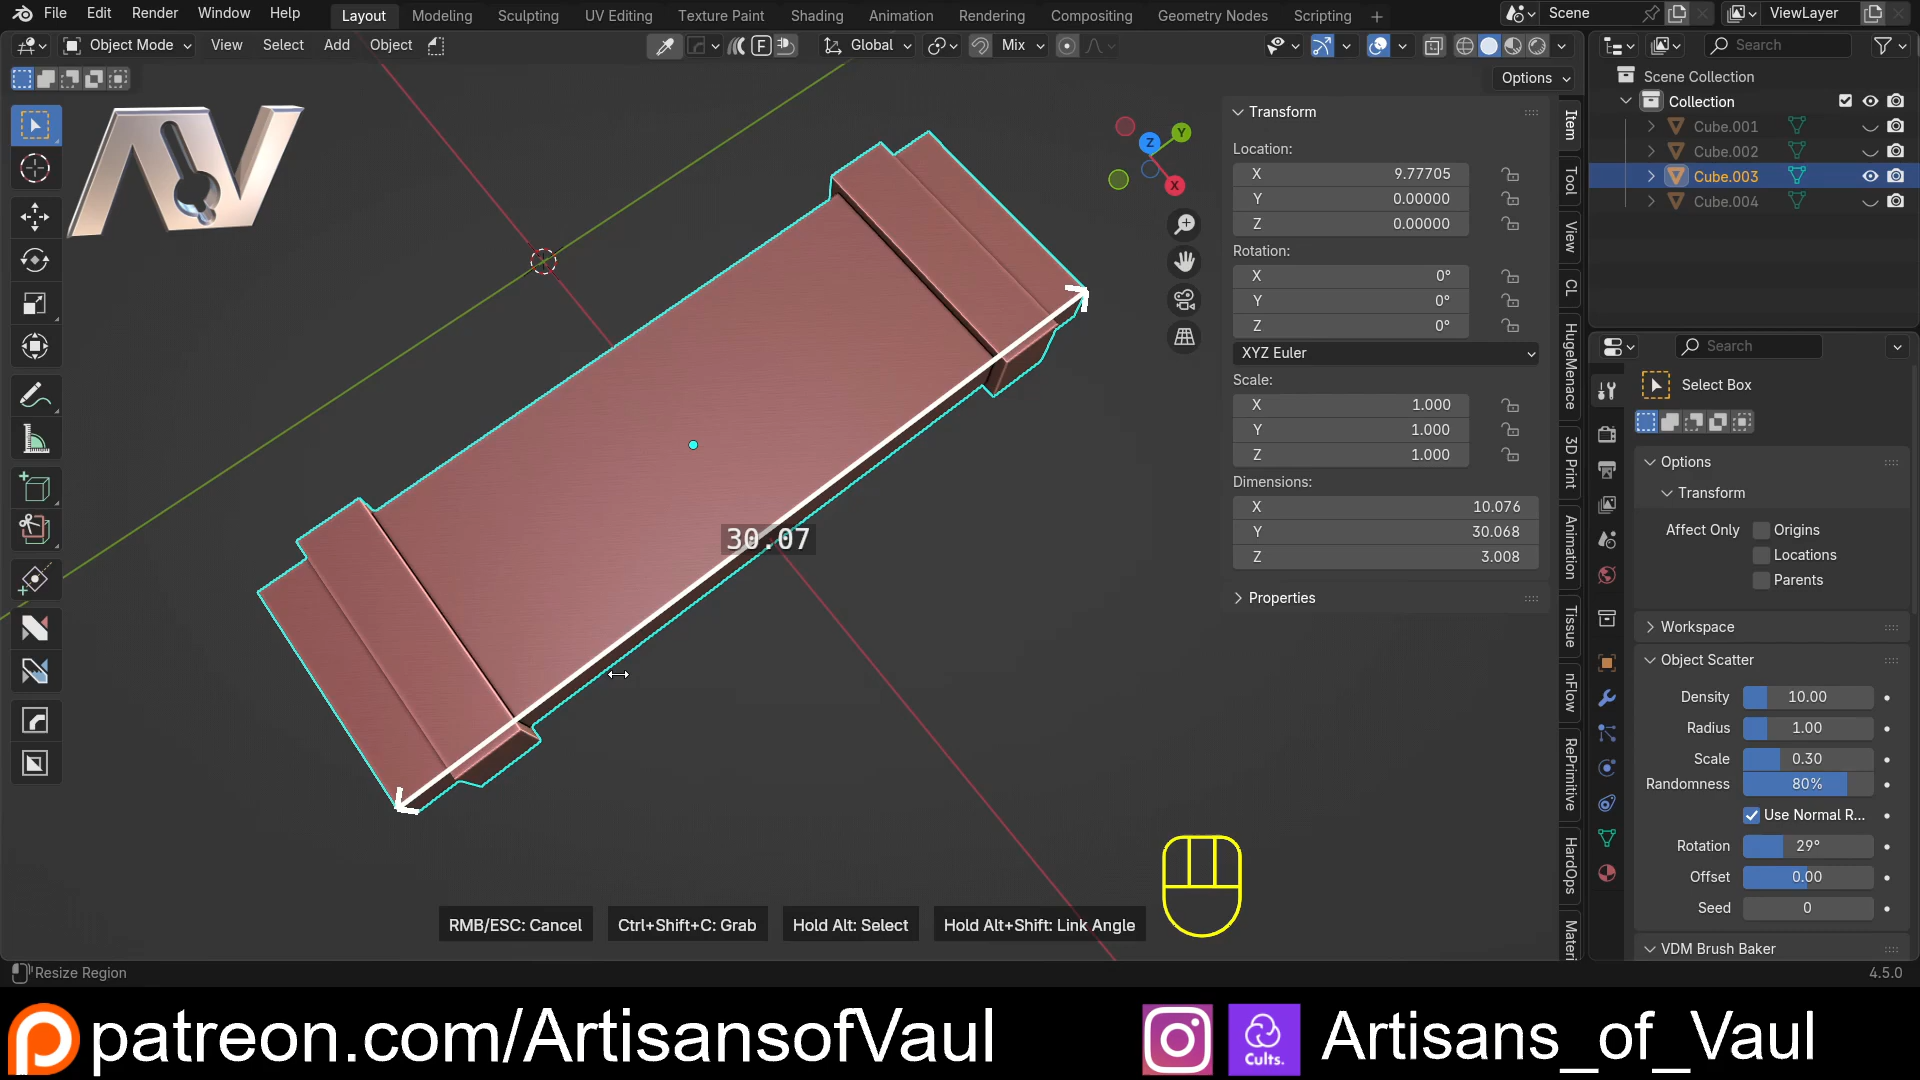 File Edit Render Window Help Layout Modeling Sculpting UV Editing Texture Paint Shading Animation Rendering Compositing Geometry Nodes Scripting + Scene ViewLayer
Object Mode View Select Add Object F Global Mix Search
Options
AV
Transform
Location:
X 9.77705
Y 0.00000
Z 0.00000
Rotation:
X 0°
Y 0°
Z 0°
XYZ Euler
Scale:
X 1.000
Y 1.000
Z 1.000
Dimensions:
X 10.076
Y 30.068
Z 3.008
Properties
Y
Z
X
30.07
Item
Tool
View
CL
HugeMenace
3D Print
Animation
Tissue
nFlow
RePrimitive
HardOps
Materi
Scene Collection
Collection
Cube.001
Cube.002
Cube.003
Cube.004
Search
Select Box
Options
Transform
Affect Only Origins
Locations
Parents
Workspace
Object Scatter
Density 10.00
Radius 1.00
Scale 0.30
Randomness 80%
Use Normal R...
Rotation 29°
Offset 0.00
Seed 0
VDM Brush Baker
RMB/ESC: Cancel Ctrl+Shift+C: Grab Hold Alt: Select Hold Alt+Shift: Link Angle
Resize Region
4.5.0
patreon.com/ArtisansofVaul Cults. Artisans_of_Vaul